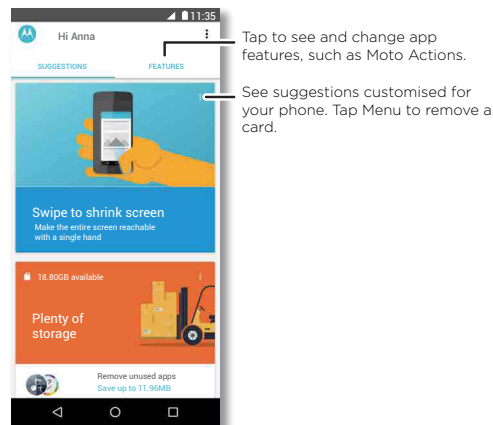 11:35
Hi Anna
SUGGESTIONS
FEATURES
Tap to see and change app
features, such as Moto Actions.
See suggestions customised for
your phone. Tap Menu to remove a
card.
Swipe to shrink screen
Make the entire screen reachable
with a single hand
18.80GB available
Plenty of
storage
Remove unused apps
Save up to 11.96MB